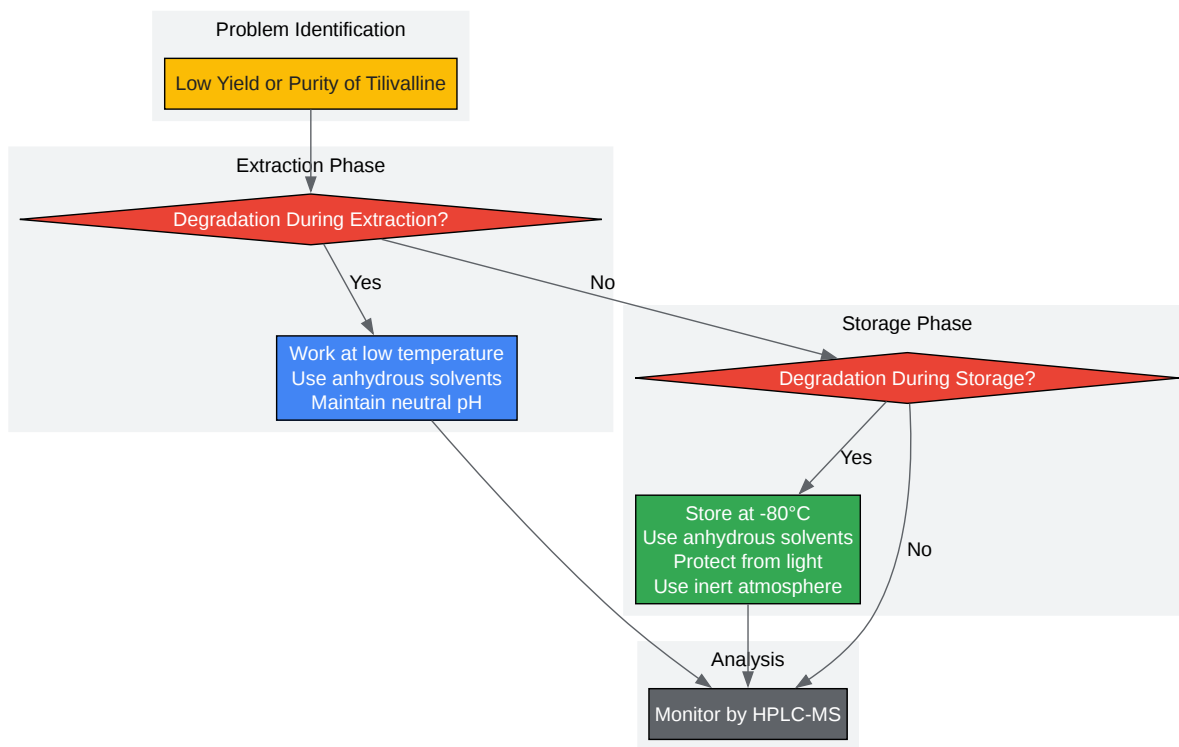 Problem Identification
Low Yield or Purity of Tilivalline
Extraction Phase
Degradation During Extraction?
Yes
No
Work at low temperature
Use anhydrous solvents
Maintain neutral pH
Storage Phase
Degradation During Storage?
Yes
No
Store at -80°C
Use anhydrous solvents
Protect from light
Use inert atmosphere
Analysis
Monitor by HPLC-MS